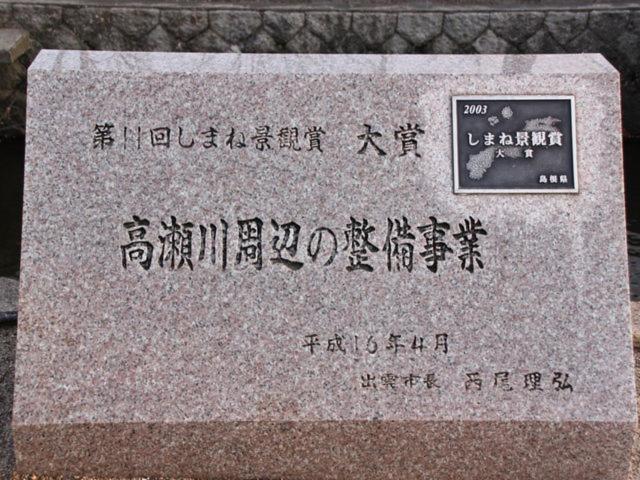 第11回しまね景観賞 大賞
2003
しまね景観賞
大賞
島根県
高瀬川周辺の整備事業
平成16年4月
出雲市長 西尾理弘